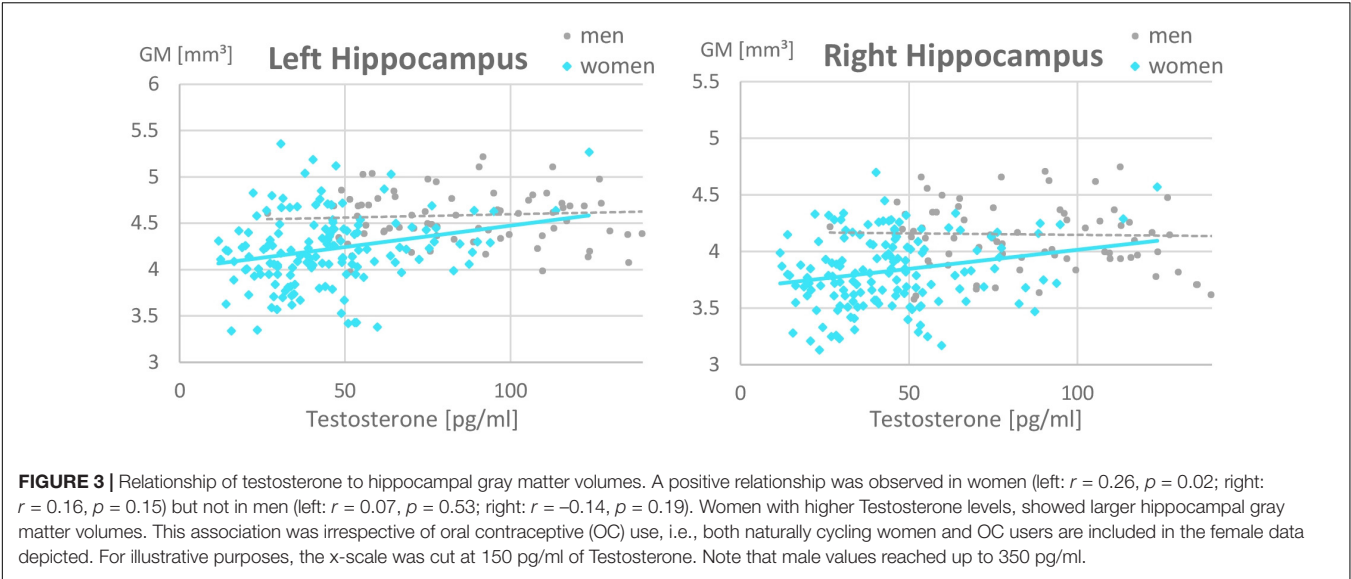 GM [mm³]
Left Hippocampus
men
women
6
5.5
5
4.5
4
3.5
3
0
50
100
Testosterone [pg/ml]
GM [mm³]
Right Hippocampus
men
women
5.5
5
4.5
4
3.5
3
0
50
100
Testosterone [pg/ml]
FIGURE 3 | Relationship of testosterone to hippocampal gray matter volumes. A positive relationship was observed in women (left: r = 0.26, p = 0.02; right:
r = 0.16, p = 0.15) but not in men (left: r = 0.07, p = 0.53; right: r = –0.14, p = 0.19). Women with higher Testosterone levels, showed larger hippocampal gray
matter volumes. This association was irrespective of oral contraceptive (OC) use, i.e., both naturally cycling women and OC users are included in the female data
depicted. For illustrative purposes, the x-scale was cut at 150 pg/ml of Testosterone. Note that male values reached up to 350 pg/ml.